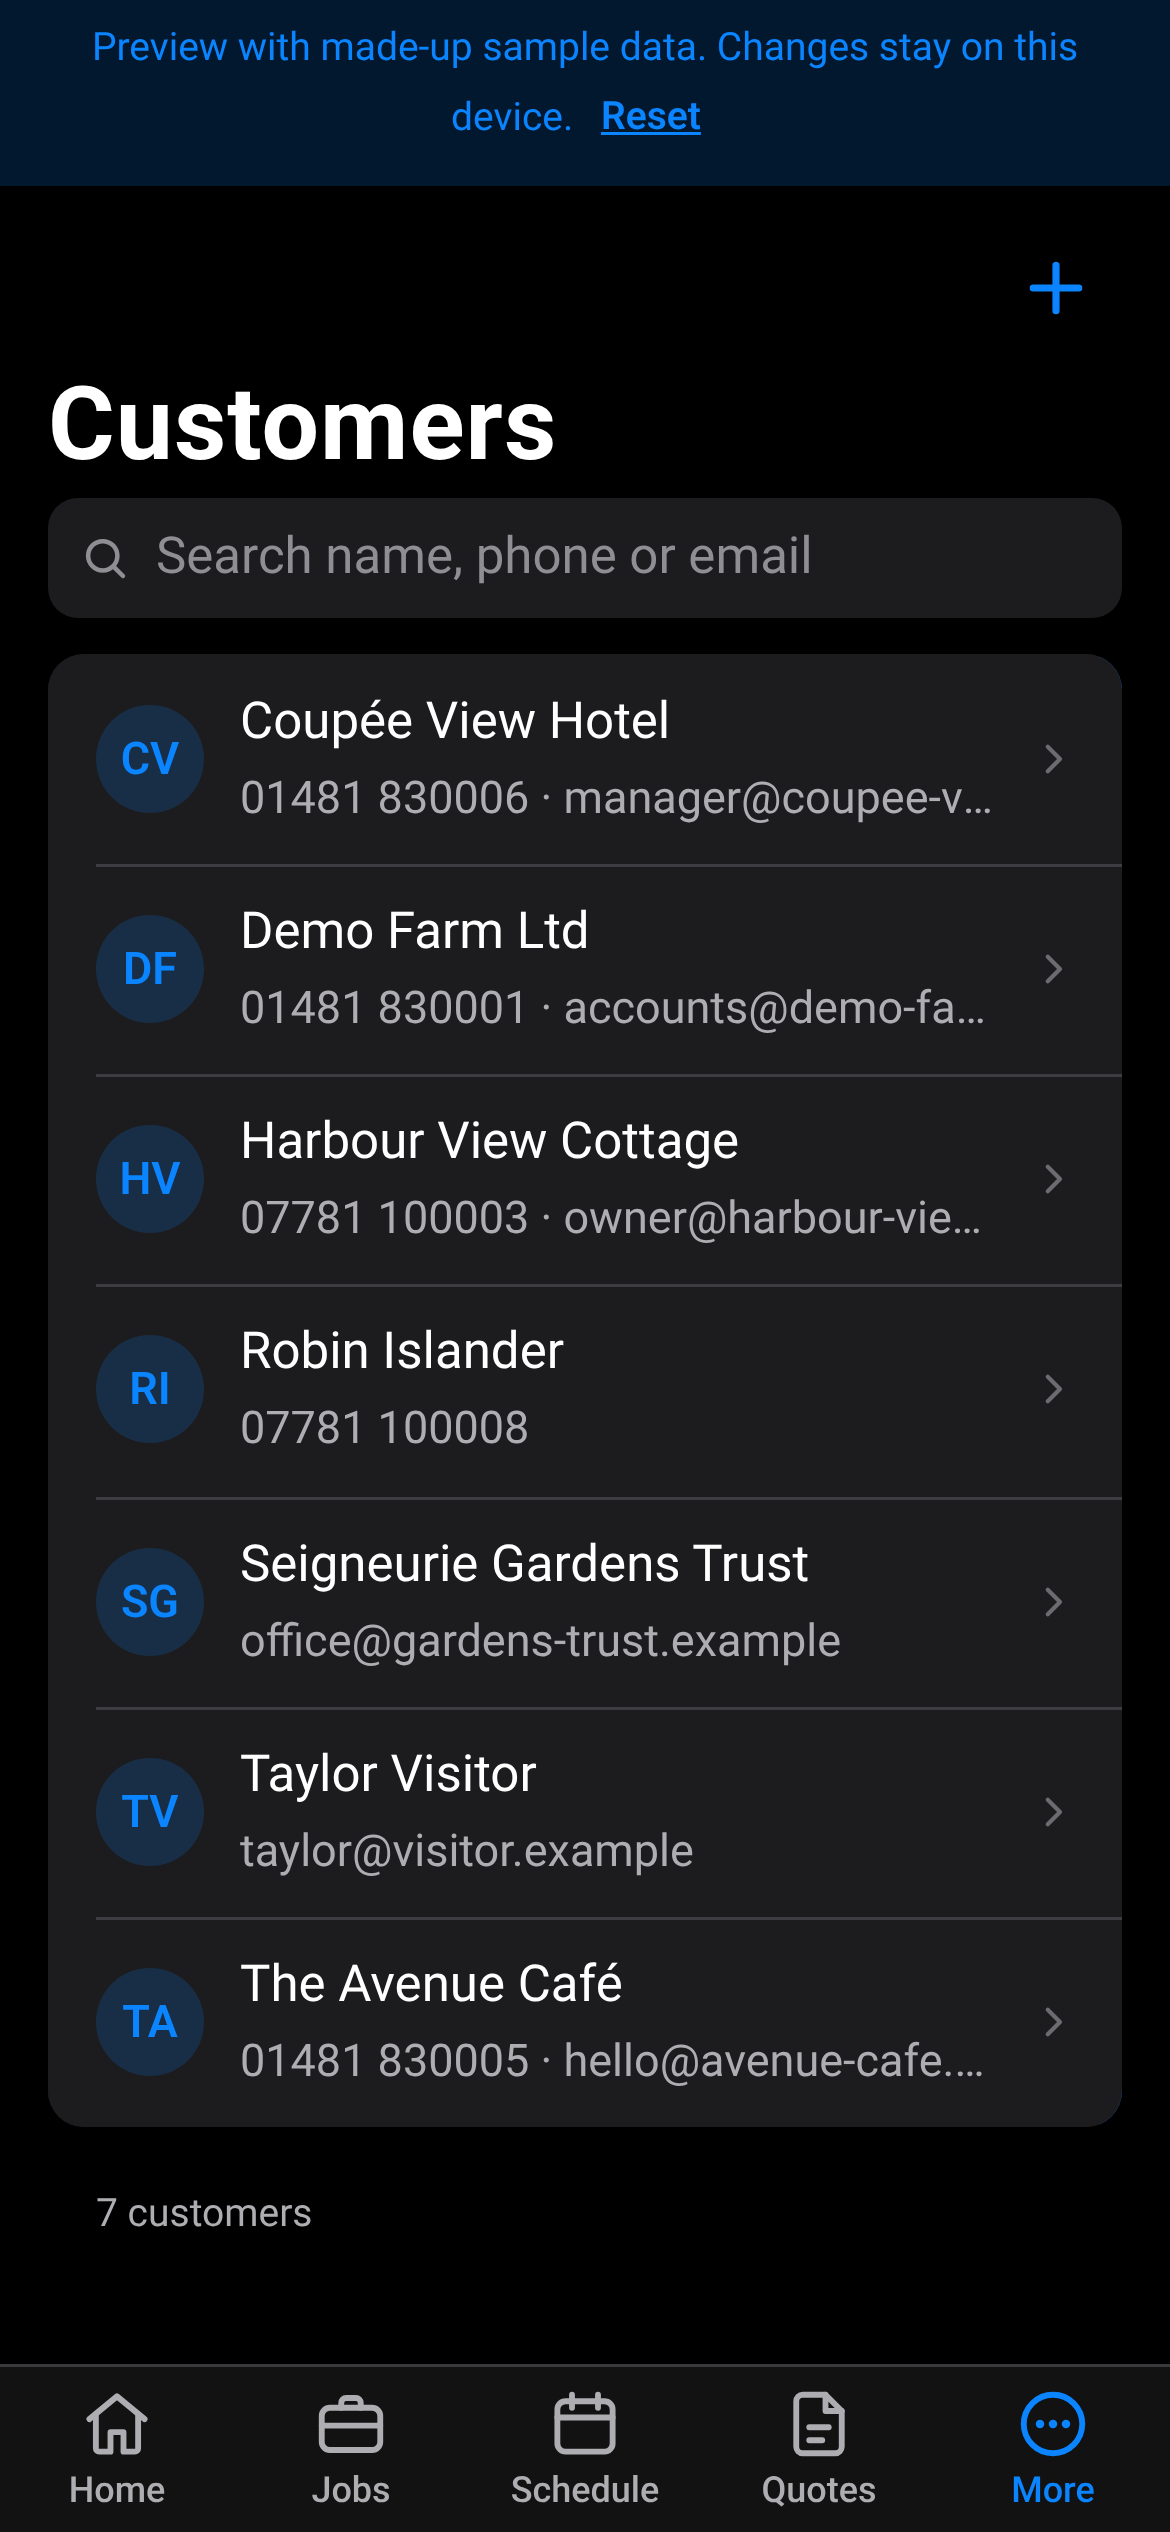 Preview with made-up sample data. Changes stay on this
device. Reset
Customers
Search name, phone or email
CV
Coupée View Hotel
01481 830006 · manager@coupee-v...
DF
Demo Farm Ltd
01481 830001 · accounts@demo-fa...
HV
Harbour View Cottage
07781 100003 · owner@harbour-vie...
RI
Robin Islander
07781 100008
SG
Seigneurie Gardens Trust
office@gardens-trust.example
TV
Taylor Visitor
taylor@visitor.example
TA
The Avenue Café
01481 830005 · hello@avenue-cafe....
7 customers
Home Jobs Schedule Quotes More